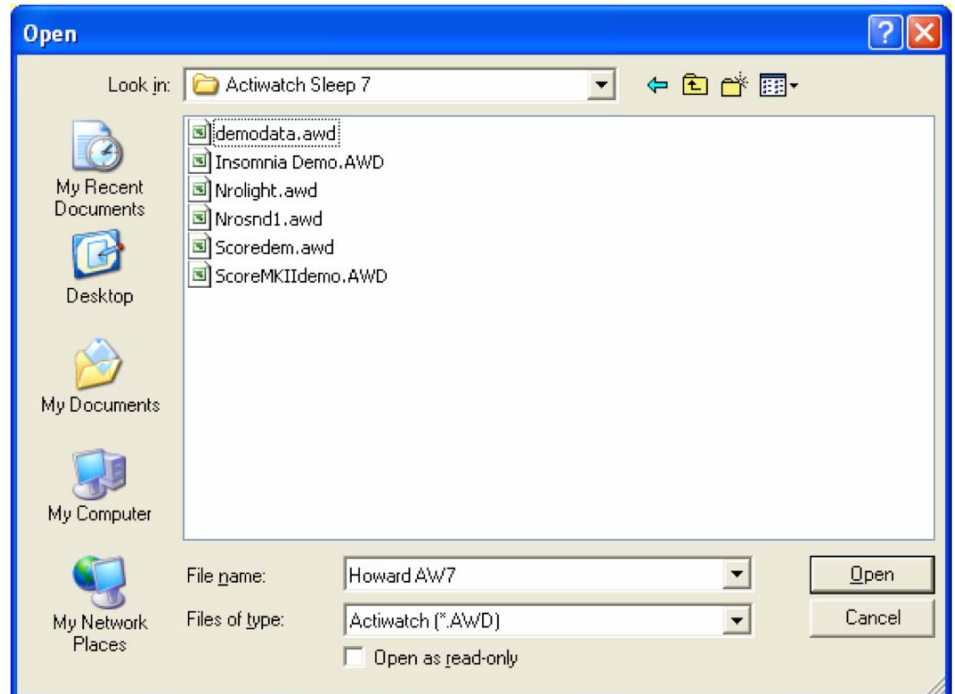 Open
Look in:
Actiwatch Sleep 7
My Recent
Documents
Desktop
My Documents
My Computer
My Network
Places
demodata.awd
Insomnia Demo.AWD
Nrolight.awd
Nrosnd1.awd
Scoredem.awd
ScoreMKIIdemo.AWD
File name:
Howard AW7
Open
Files of type:
Actiwatch (*.AWD)
Cancel
Open as read-only